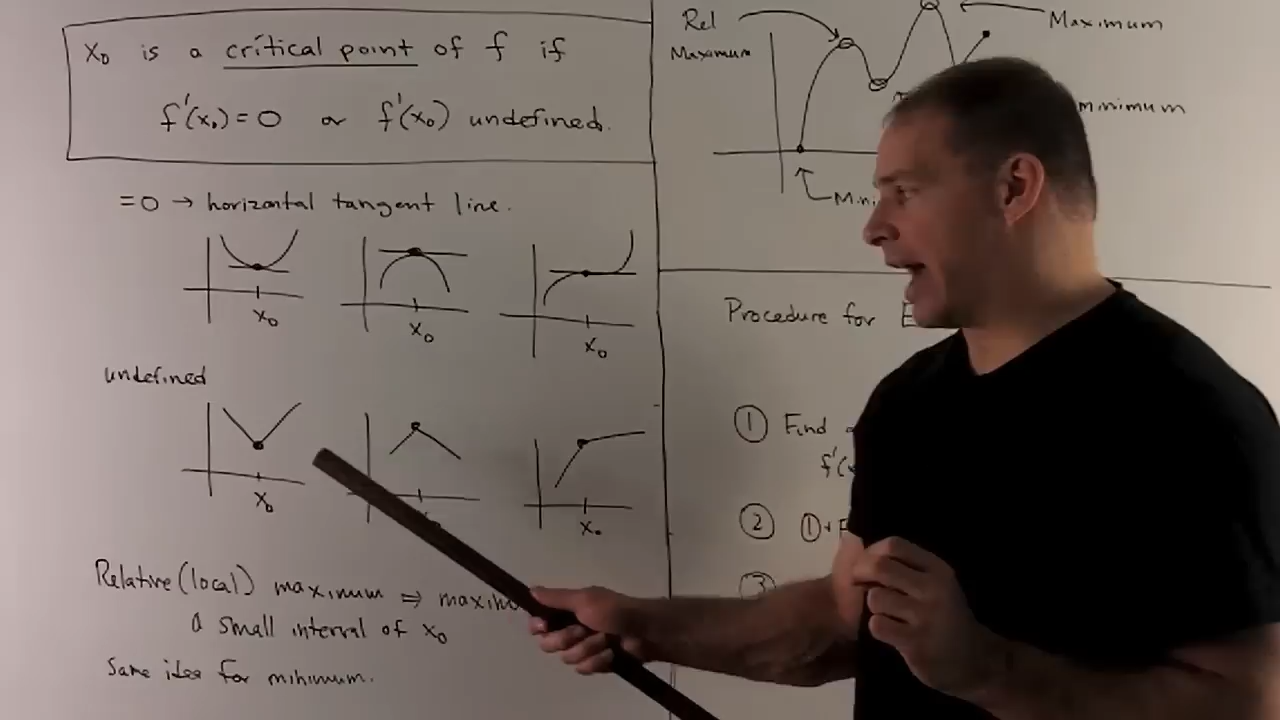 x₀ is a critical point of f if
f'(x₀) = 0 or f'(x₀) undefined.
= 0 → horizontal tangent line.
x₀ x₀ x₀
undefined
x₀ x₀
Relative (local) maximum ⇒
a small interval of x₀
Same idea for minimum.
Rel
Maximum
Maximum
minimum
Procedure for
① Find
②
③